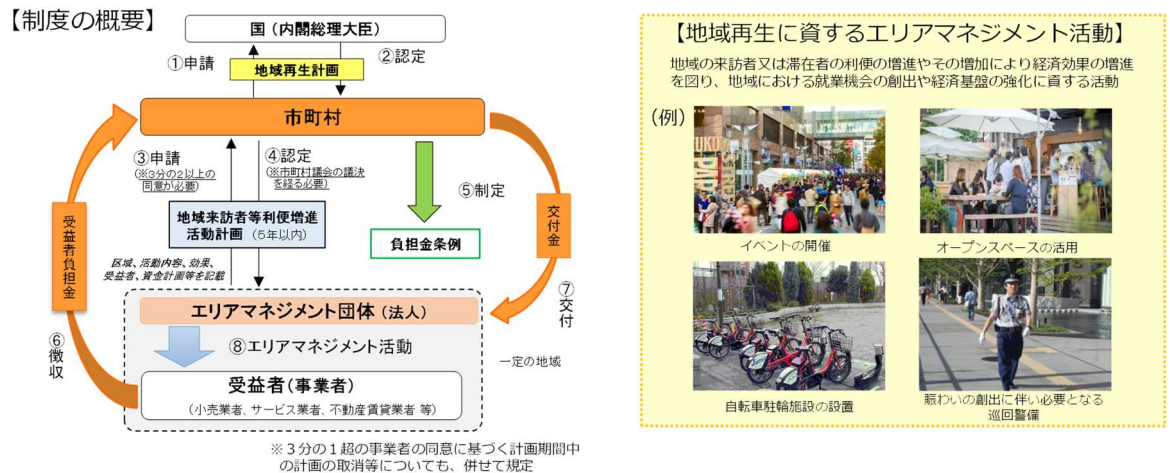 【制度の概要】
国（内閣総理大臣）
①申請
②認定
地域再生計画
市町村
③申請
（※3分の2以上の
同意が必要）
④認定
（※市町村議会の議決
を経る必要）
⑤制定
地域来訪者等利便増進
活動計画（5年以内）
負担金条例
区域、活動内容、効果、
受益者、資金計画等を記載
受益者負担金
交付金
⑦交付
⑥徴収
エリアマネジメント団体（法人）
⑧エリアマネジメント活動
一定の地域
受益者（事業者）
（小売業者、サービス業者、不動産賃貸業者 等）
※３分の１超の事業者の同意に基づく計画期間中
の計画の取消等についても、併せて規定
【地域再生に資するエリアマネジメント活動】
地域の来訪者又は滞在者の利便の増進やその増加により経済効果の増進
を図り、地域における就業機会の創出や経済基盤の強化に資する活動
（例）
イベントの開催
オープンスペースの活用
自転車駐輪施設の設置
賑わいの創出に伴い必要となる
巡回警備